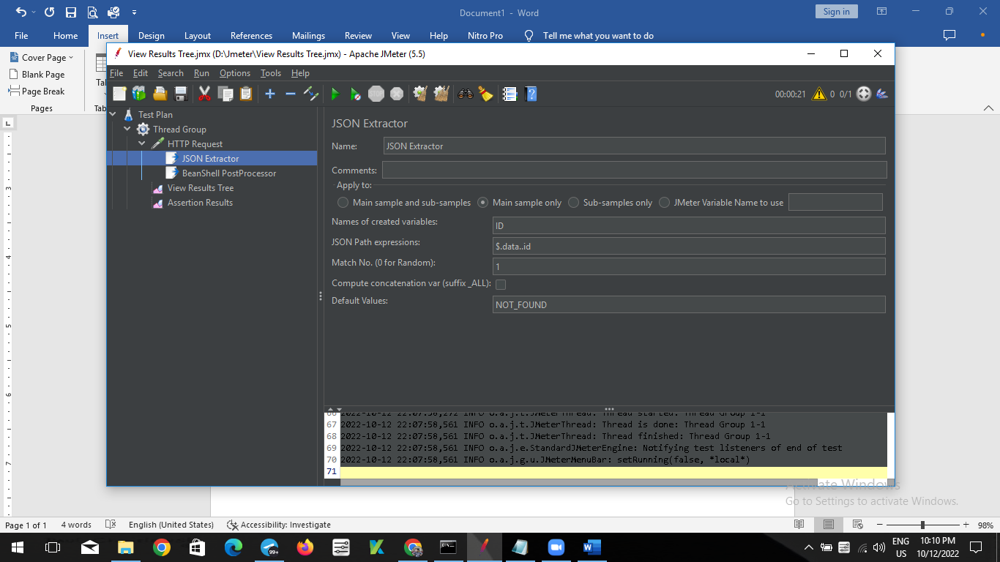 Document1 - Word
Sign in
File Home Insert Design Layout References Mailings Review View Help Nitro Pro Tell me what you want to do
Cover Page
Blank Page
Page Break
Pages
View Results Tree.jmx (D:\Jmeter\View Results Tree.jmx) - Apache JMeter (5.5)
File Edit Search Run Options Tools Help
STOP
00:00:21 0 0/1
Test Plan
Thread Group
HTTP Request
JSON Extractor
BeanShell PostProcessor
View Results Tree
Assertion Results
JSON Extractor
Name: JSON Extractor
Comments:
Apply to:
Main sample and sub-samples Main sample only Sub-samples only JMeter Variable Name to use
Names of created variables: ID
JSON Path expressions: $.data..id
Match No. (0 for Random): 1
Compute concatenation var (suffix _ALL):
Default Values: NOT_FOUND
66 2022-10-12 22:07:58,272 INFO o.a.j.t.JMeterThread: Thread started: Thread Group 1-1
67 2022-10-12 22:07:58,561 INFO o.a.j.t.JMeterThread: Thread is done: Thread Group 1-1
68 2022-10-12 22:07:58,561 INFO o.a.j.t.JMeterThread: Thread finished: Thread Group 1-1
69 2022-10-12 22:07:58,561 INFO o.a.j.e.StandardJMeterEngine: Notifying test listeners of end of test
70 2022-10-12 22:07:58,561 INFO o.a.j.g.u.JMeterMenuBar: setRunning(false, *local*)
71
3
4
5
6
7
Activate Windows
Go to Settings to activate Windows.
Page 1 of 1 4 words English (United States) Accessibility: Investigate 98%
99+
ENG
US
10:10 PM
10/12/2022